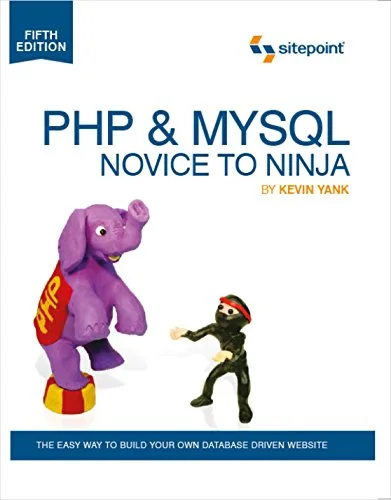 FIFTH
EDITION
sitepoint
PHP & MYSQL
NOVICE TO NINJA
BY KEVIN YANK
PHP
THE EASY WAY TO BUILD YOUR OWN DATABASE DRIVEN WEBSITE